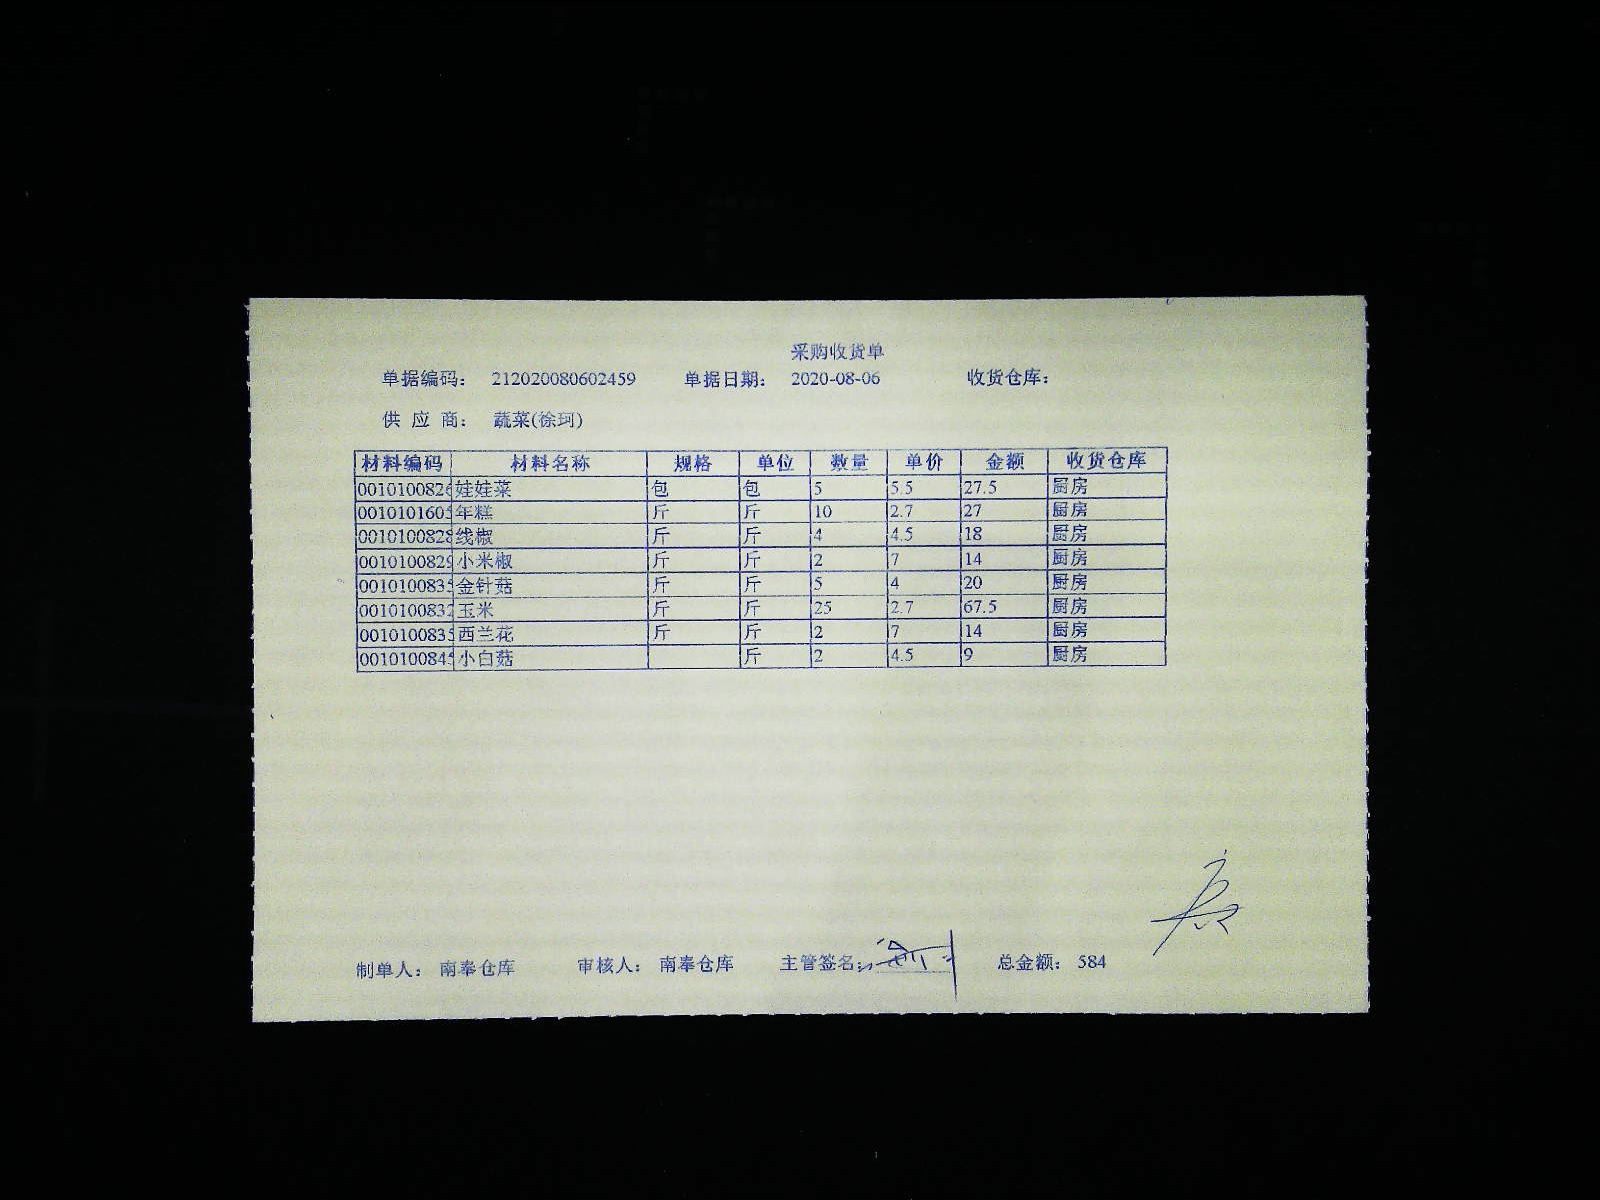 采购收货单
单据编码： 212020080602459 单据日期： 2020-08-06 收货仓库：
供 应 商： 蔬菜(徐珂)
材料编码 材料名称 规格 单位 数量 单价 金额 收货仓库
001010082 娃娃菜 包 包 5 5.5 27.5 厨房
001010160 年糕 斤 斤 10 2.7 27 厨房
001010082 线椒 斤 斤 4 4.5 18 厨房
001010082 小米椒 斤 斤 2 7 14 厨房
001010083 金针菇 斤 斤 5 4 20 厨房
001010083 玉米 斤 斤 25 2.7 67.5 厨房
001010083 西兰花 斤 斤 2 7 14 厨房
001010084 小白菇 斤 2 4.5 9 厨房
制单人： 南奉仓库 审核人： 南奉仓库 主管签名： 总金额： 584